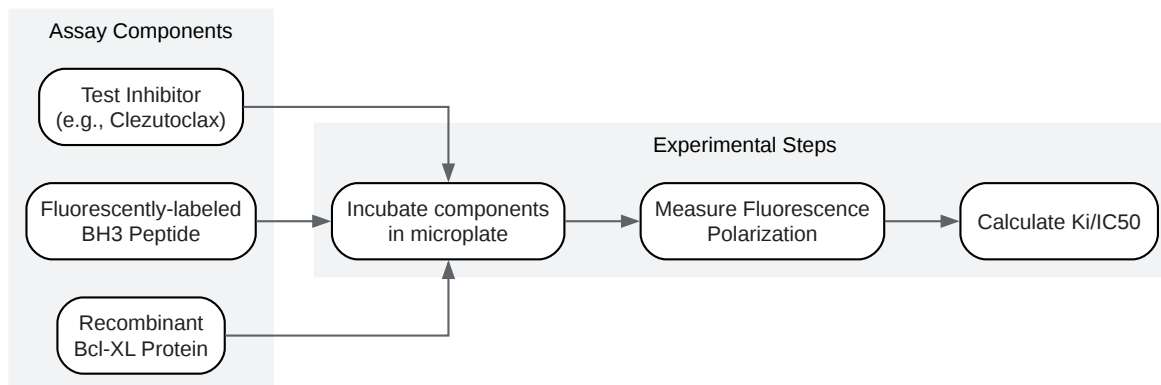 Assay Components
Test Inhibitor
(e.g., Clezutoclax)
Fluorescently-labeled
BH3 Peptide
Recombinant
Bcl-XL Protein
Experimental Steps
Incubate components
in microplate
Measure Fluorescence
Polarization
Calculate Ki/IC50